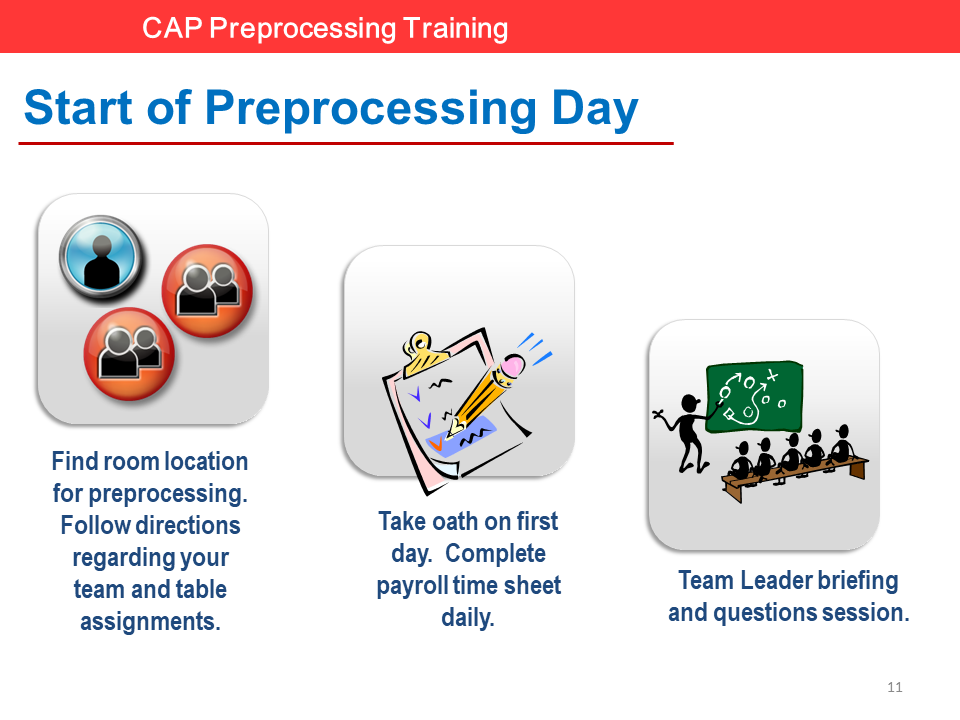 CAP Preprocessing Training
Start of Preprocessing Day
Find room location
for preprocessing.
Follow directions
regarding your
team and table
assignments.
Take oath on first
day.  Complete
payroll time sheet
daily.
Team Leader briefing
and questions session.
11